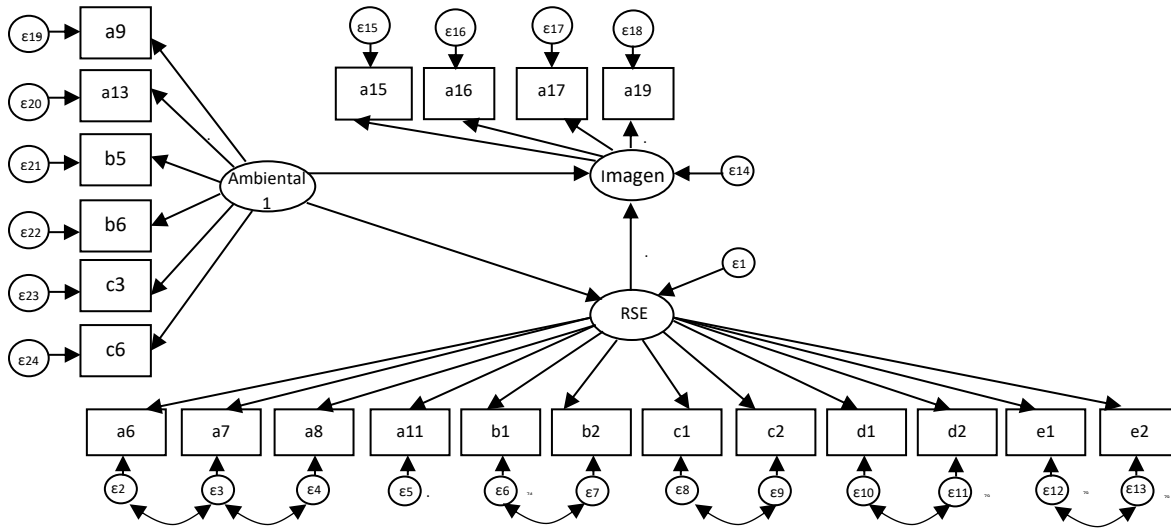 ε19 a9
ε20 a13
ε21 b5
ε22 b6
ε23 c3
ε24 c6
ε15 ε16 ε17 ε18
a15 a16 a17 a19
Ambiental
1
Imagen
ε14
ε1
RSE
a6 a7 a8 a11 b1 b2 c1 c2 d1 d2 e1 e2
ε2 ε3 ε4 ε5 ε6 ε7 ε8 ε9 ε10 ε11 ε12 ε13